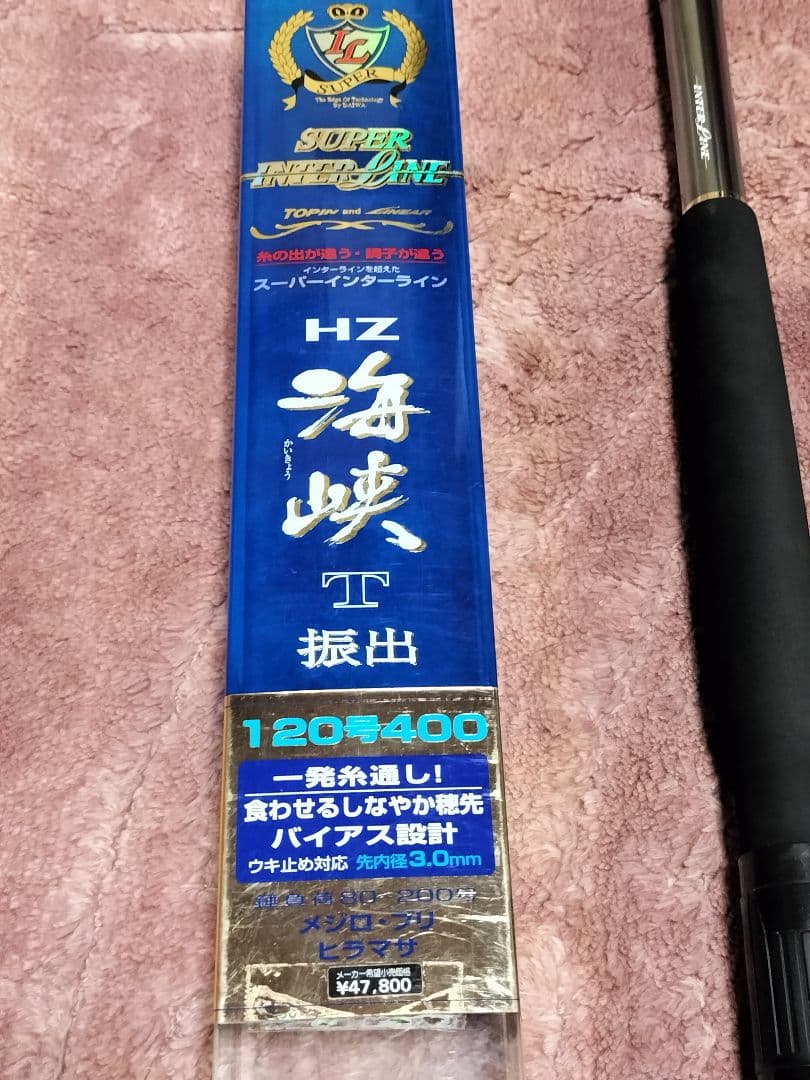 IL
SUPER
The Edge Of Technology
By DAIWA
SUPER
INTERLINE
TOPIN and LINEAR
糸の出が違う・調子が違う
インターラインを超えた
スーパーインターライン
HZ
海峡
かいきょう
T
振出
120号400
一発糸通し!
食わせるしなやか穂先
バイアス設計
ウキ止め対応 先内径3.0mm
錘負荷30-200号
メジロ・ブリ
ヒラマサ
メーカー希望小売価格
¥47,800
INTERLINE